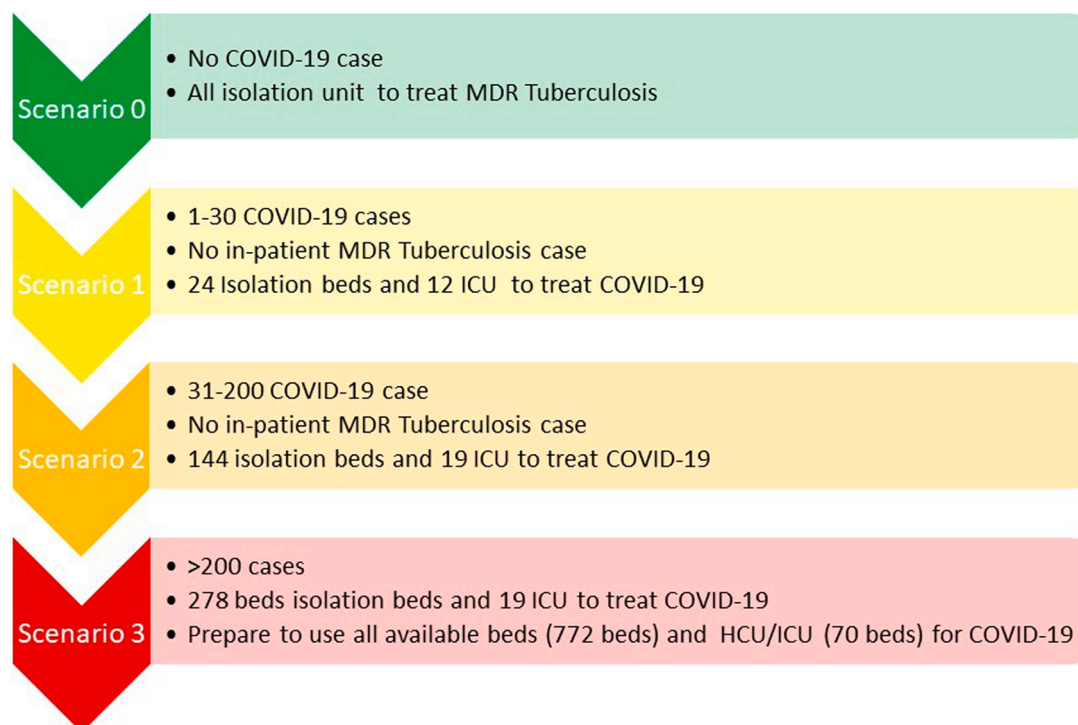 Scenario 0
• No COVID-19 case
• All isolation unit to treat MDR Tuberculosis
Scenario 1
• 1-30 COVID-19 cases
• No in-patient MDR Tuberculosis case
• 24 Isolation beds and 12 ICU to treat COVID-19
Scenario 2
• 31-200 COVID-19 case
• No in-patient MDR Tuberculosis case
• 144 isolation beds and 19 ICU to treat COVID-19
Scenario 3
• >200 cases
• 278 beds isolation beds and 19 ICU to treat COVID-19
• Prepare to use all available beds (772 beds) and HCU/ICU (70 beds) for COVID-19